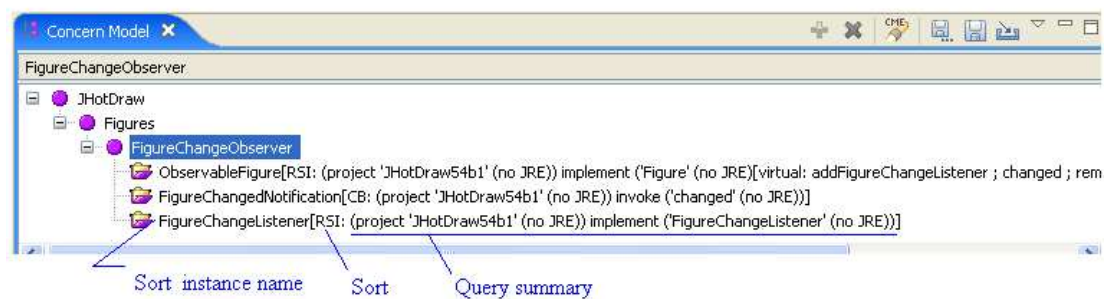 Concern Model
CME
FigureChangeObserver
JHotDraw
Figures
FigureChangeObserver
ObservableFigure[RSI: (project 'JHotDraw54b1' (no JRE)) implement ('Figure' (no JRE)[virtual: addFigureChangeListener ; changed ; rem
FigureChangedNotification[CB: (project 'JHotDraw54b1' (no JRE)) invoke ('changed' (no JRE))]
FigureChangeListener[RSI: (project 'JHotDraw54b1' (no JRE)) implement ('FigureChangeListener' (no JRE))]
Sort instance name Sort Query summary